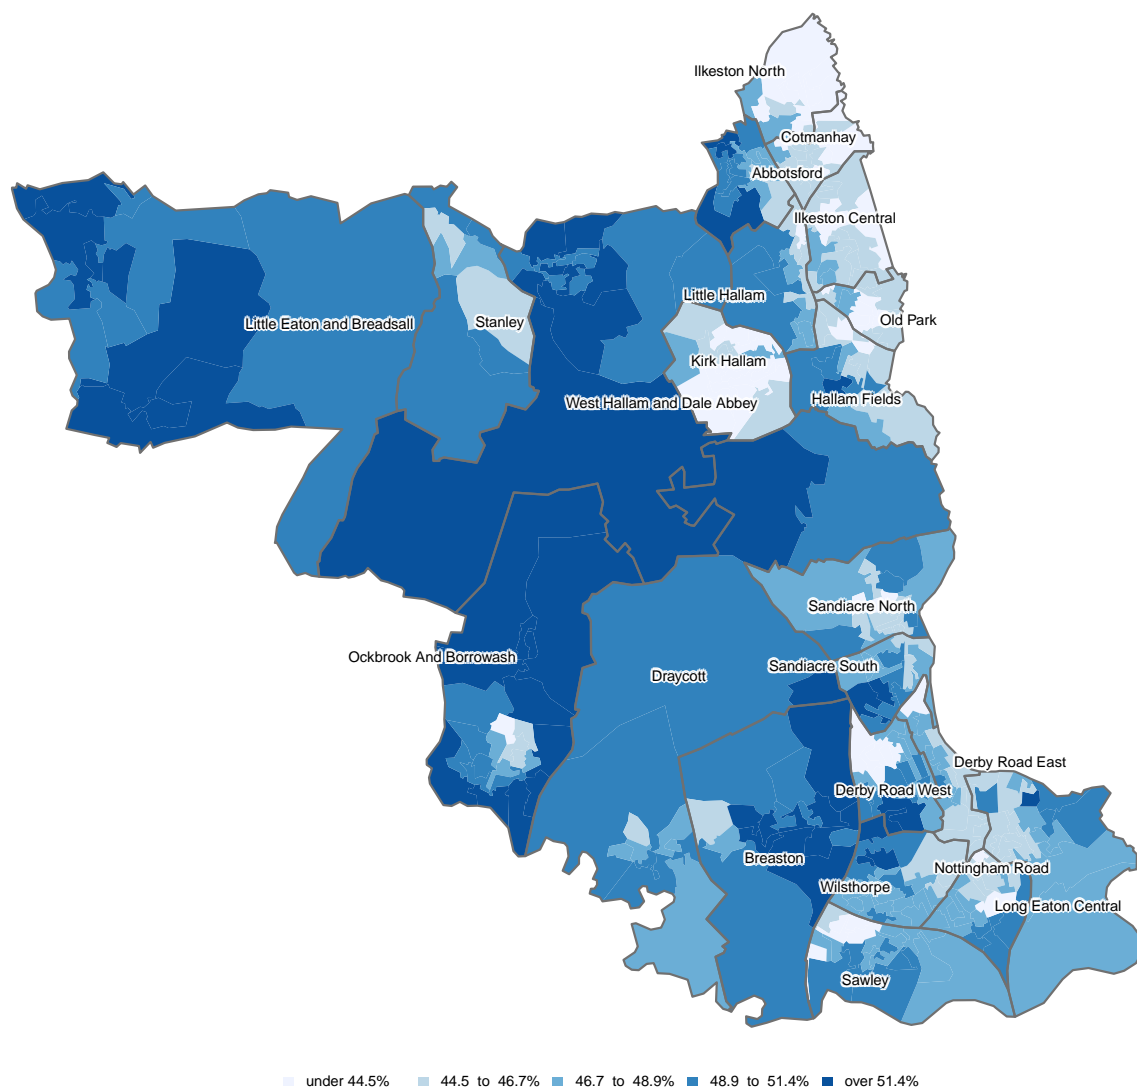 Ilkeston North
Cotmanhay
Abbotsford
Ilkeston Central
Little Hallam
Old Park
Little Eaton and Breadsall
Stanley
Kirk Hallam
West Hallam and Dale Abbey
Hallam Fields
Sandiacre North
Ockbrook And Borrowash
Sandiacre South
Draycott
Derby Road East
Derby Road West
Breaston
Nottingham Road
Wilsthorpe
Long Eaton Central
Sawley
under 44.5% 44.5 to 46.7% 46.7 to 48.9% 48.9 to 51.4% over 51.4%